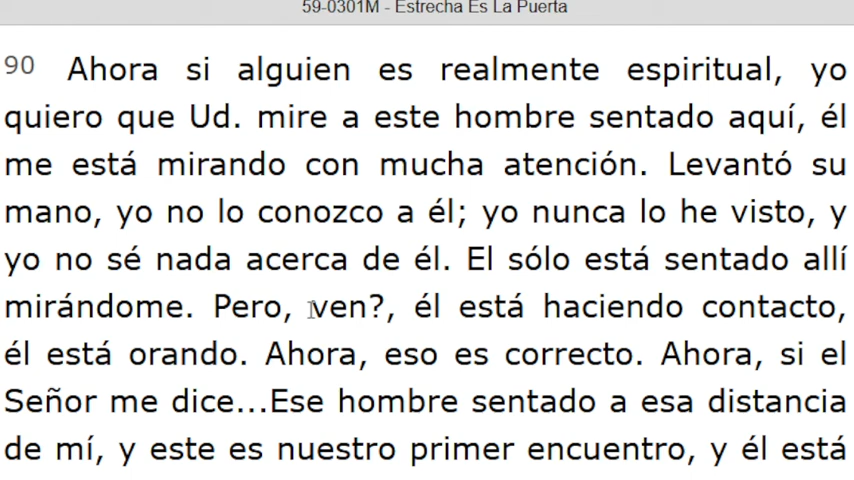 59-0301M - Estrecha Es La Puerta
90 Ahora si alguien es realmente espiritual, yo
quiero que Ud. mire a este hombre sentado aquí, él
me está mirando con mucha atención. Levantó su
mano, yo no lo conozco a él; yo nunca lo he visto, y
yo no sé nada acerca de él. El sólo está sentado allí
mirándome. Pero, ven?, él está haciendo contacto,
él está orando. Ahora, eso es correcto. Ahora, si el
Señor me dice...Ese hombre sentado a esa distancia
de mí, y este es nuestro primer encuentro, y él está